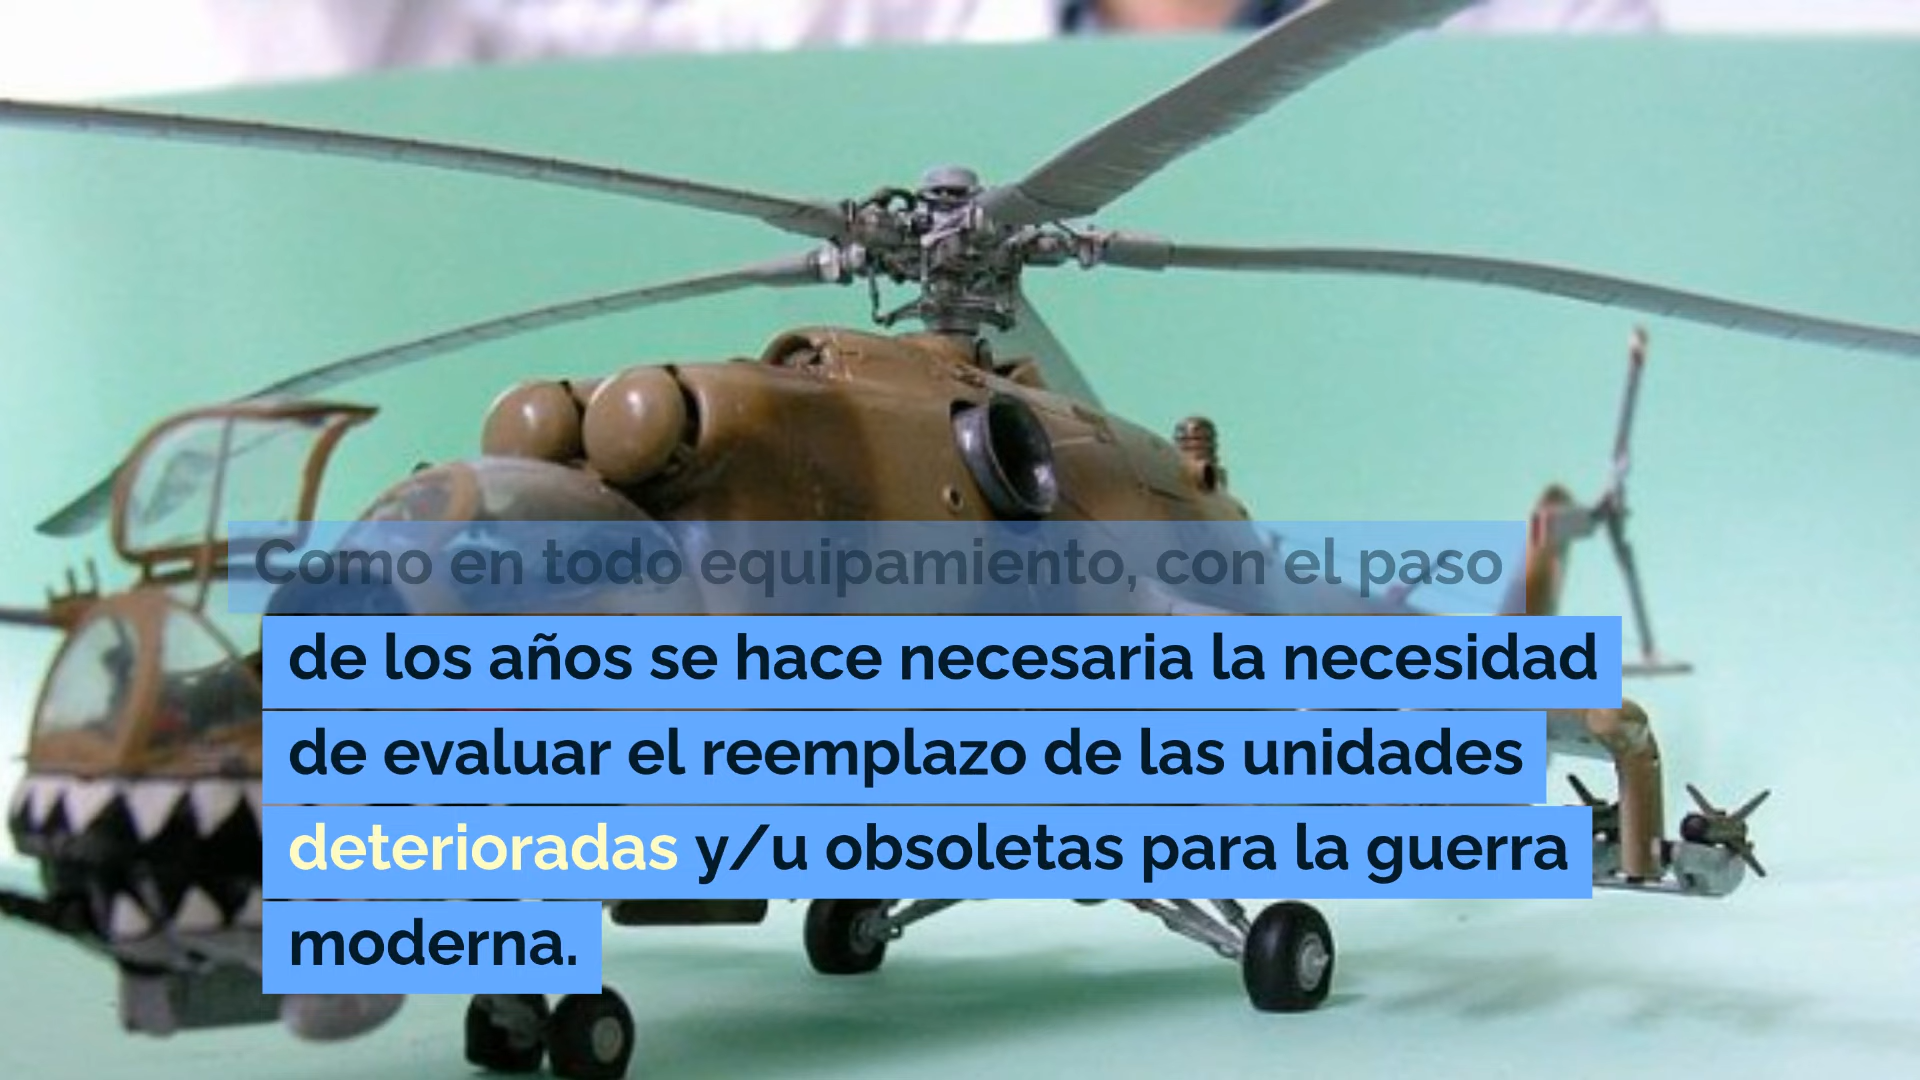 Como en todo equipamiento, con el paso
de los años se hace necesaria la necesidad
de evaluar el reemplazo de las unidades
deterioradas y/u obsoletas para la guerra
moderna.